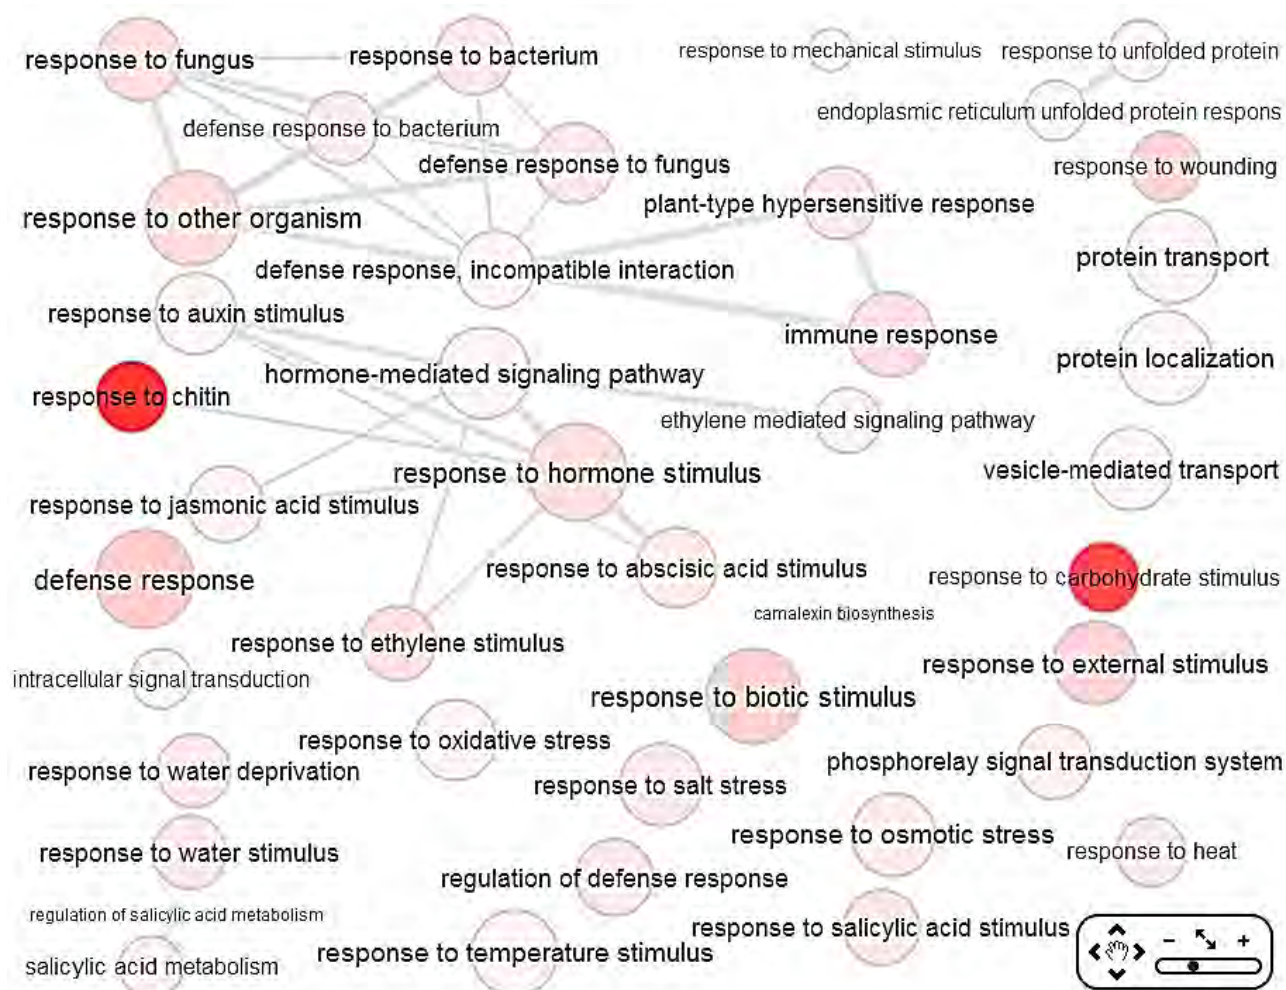 response to fungus
response to bacterium
response to mechanical stimulus
response to unfolded protein
defense response to bacterium
endoplasmic reticulum unfolded protein respons
defense response to fungus
response to wounding
plant-type hypersensitive response
response to other organism
protein transport
defense response, incompatible interaction
response to auxin stimulus
immune response
protein localization
hormone-mediated signaling pathway
response to chitin
ethylene mediated signaling pathway
response to hormone stimulus
vesicle-mediated transport
response to jasmonic acid stimulus
defense response
response to abscisic acid stimulus
response to carbohydrate stimulus
camalexin biosynthesis
response to ethylene stimulus
response to external stimulus
intracellular signal transduction
response to biotic stimulus
response to oxidative stress
phosphorelay signal transduction system
response to water deprivation
response to salt stress
response to osmotic stress
response to heat
response to water stimulus
regulation of defense response
regulation of salicylic acid metabolism
response to salicylic acid stimulus
response to temperature stimulus
salicylic acid metabolism